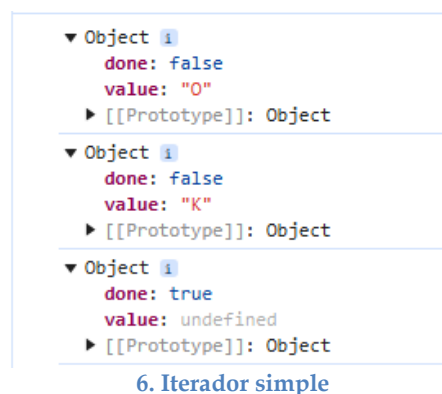 ▼ Object i
done: false
value: "O"
▶ [[Prototype]]: Object
▼ Object i
done: false
value: "K"
▶ [[Prototype]]: Object
▼ Object i
done: true
value: undefined
▶ [[Prototype]]: Object
6. Iterador simple